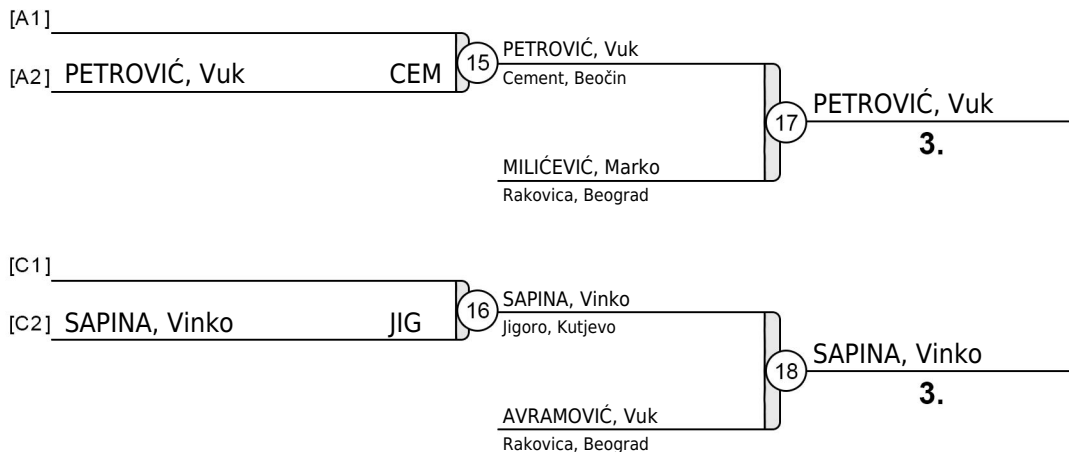 [A1]
[A2] PETROVIĆ, Vuk CEM
15
PETROVIĆ, Vuk
Cement, Beočin
MILIĆEVIĆ, Marko
Rakovica, Beograd
17
PETROVIĆ, Vuk
3.
[C1]
[C2] SAPINA, Vinko JIG
16
SAPINA, Vinko
Jigoro, Kutjevo
AVRAMOVIĆ, Vuk
Rakovica, Beograd
18
SAPINA, Vinko
3.